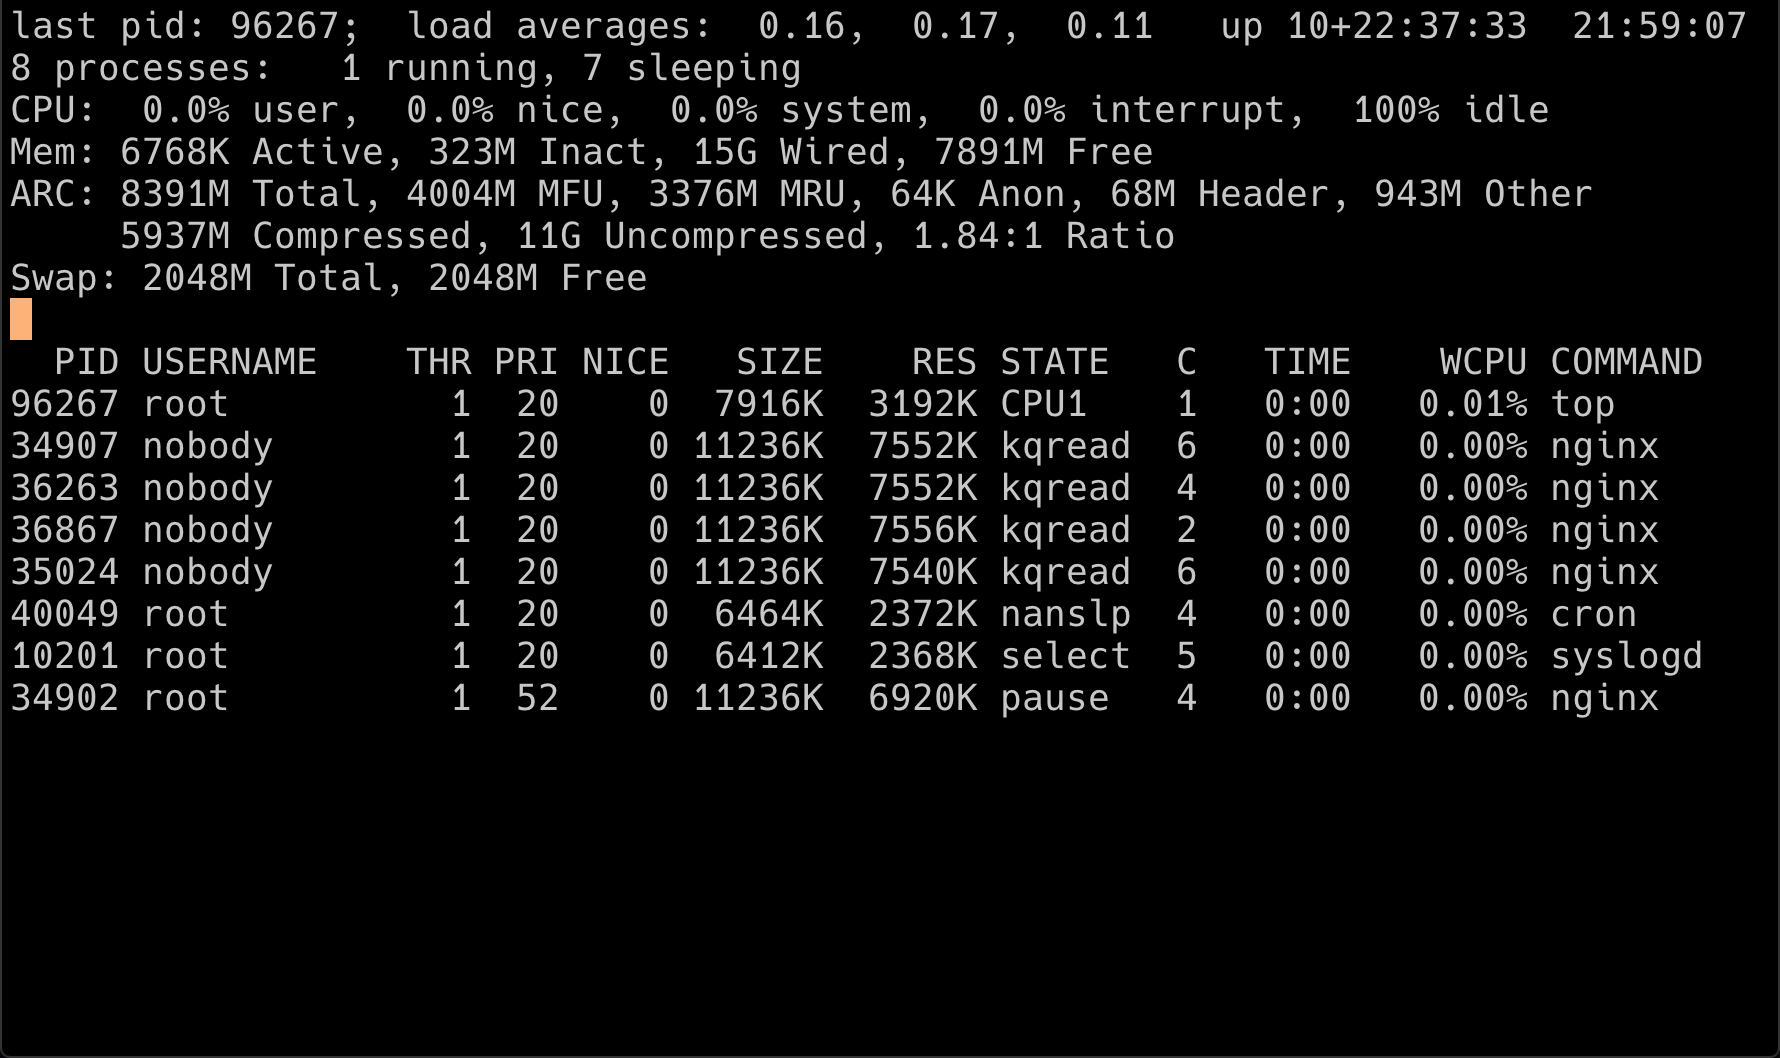 last pid: 96267;  load averages:  0.16,  0.17,  0.11   up 10+22:37:33  21:59:07
8 processes:   1 running, 7 sleeping
CPU:  0.0% user,  0.0% nice,  0.0% system,  0.0% interrupt,  100% idle
Mem: 6768K Active, 323M Inact, 15G Wired, 7891M Free
ARC: 8391M Total, 4004M MFU, 3376M MRU, 64K Anon, 68M Header, 943M Other
     5937M Compressed, 11G Uncompressed, 1.84:1 Ratio
Swap: 2048M Total, 2048M Free
  PID USERNAME    THR PRI NICE   SIZE    RES STATE   C   TIME    WCPU COMMAND
96267 root          1  20    0  7916K  3192K CPU1    1   0:00   0.01% top
34907 nobody        1  20    0 11236K  7552K kqread  6   0:00   0.00% nginx
36263 nobody        1  20    0 11236K  7552K kqread  4   0:00   0.00% nginx
36867 nobody        1  20    0 11236K  7556K kqread  2   0:00   0.00% nginx
35024 nobody        1  20    0 11236K  7540K kqread  6   0:00   0.00% nginx
40049 root          1  20    0  6464K  2372K nanslp  4   0:00   0.00% cron
10201 root          1  20    0  6412K  2368K select  5   0:00   0.00% syslogd
34902 root          1  52    0 11236K  6920K pause   4   0:00   0.00% nginx